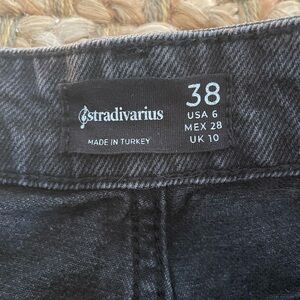 stradivarius
MADE IN TURKEY
38
USA 6
MEX 28
UK 10